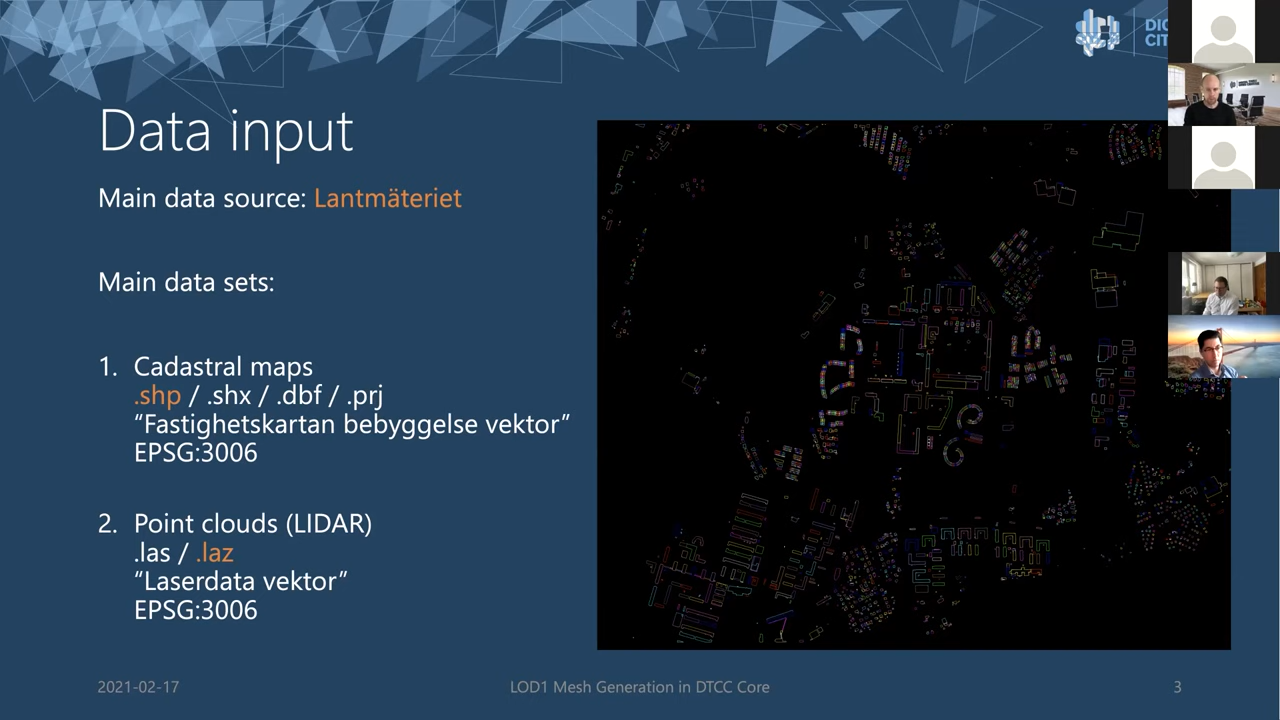 Data input
Main data source: Lantmäteriet
Main data sets:
1. Cadastral maps
.shp / .shx / .dbf / .prj
“Fastighetskartan bebyggelse vektor”
EPSG:3006
2. Point clouds (LIDAR)
.las / .laz
“Laserdata vektor”
EPSG:3006
2021-02-17
LOD1 Mesh Generation in DTCC Core
3